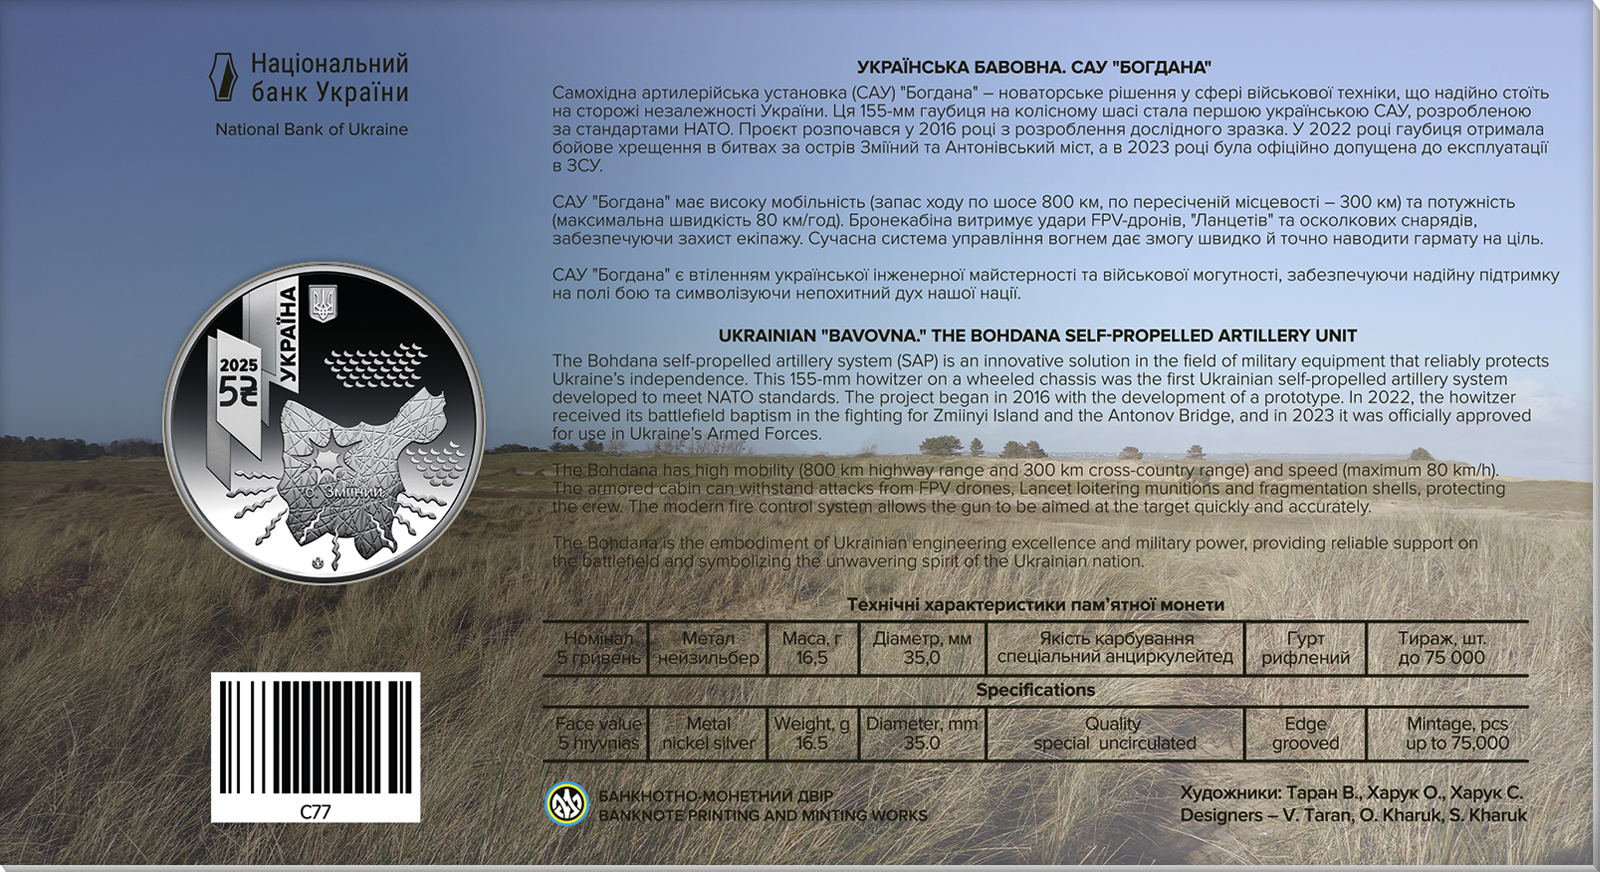 Національний
банк України
National Bank of Ukraine
УКРАЇНСЬКА БАВОВНА. САУ "БОГДАНА"
Самохідна артилерійська установка (САУ) "Богдана" – новаторське рішення у сфері військової техніки, що надійно стоїть
на сторожі незалежності України. Ця 155-мм гаубиця на колісному шасі стала першою українською САУ, розробленою
за стандартами НАТО. Проєкт розпочався у 2016 році з розроблення дослідного зразка. У 2022 році гаубиця отримала
бойове хрещення в битвах за острів Зміїний та Антонівський міст, а в 2023 році була офіційно допущена до експлуатації
в ЗСУ.
САУ "Богдана" має високу мобільність (запас ходу по шосе 800 км, по пересіченій місцевості – 300 км) та потужність
(максимальна швидкість 80 км/год). Бронекабіна витримує удари FPV-дронів, "Ланцетів" та осколкових снарядів,
забезпечуючи захист екіпажу. Сучасна система управління вогнем дає змогу швидко й точно наводити гармату на ціль.
САУ "Богдана" є втіленням української інженерної майстерності та військової могутності, забезпечуючи надійну підтримку
на полі бою та символізуючи непохитний дух нашої нації.
УКРАЇНА
2025
5₴
о. Зміїний
UKRAINIAN "BAVOVNA." THE BOHDANA SELF-PROPELLED ARTILLERY UNIT
The Bohdana self-propelled artillery system (SAP) is an innovative solution in the field of military equipment that reliably protects
Ukraine's independence. This 155-mm howitzer on a wheeled chassis was the first Ukrainian self-propelled artillery system
developed to meet NATO standards. The project began in 2016 with the development of a prototype. In 2022, the howitzer
received its battlefield baptism in the fighting for Zmiinyi Island and the Antonov Bridge, and in 2023 it was officially approved
for use in Ukraine's Armed Forces.
The Bohdana has high mobility (800 km highway range and 300 km cross-country range) and speed (maximum 80 km/h).
The armored cabin can withstand attacks from FPV drones, Lancet loitering munitions and fragmentation shells, protecting
the crew. The modern fire control system allows the gun to be aimed at the target quickly and accurately.
The Bohdana is the embodiment of Ukrainian engineering excellence and military power, providing reliable support on
the battlefield and symbolizing the unwavering spirit of the Ukrainian nation.
Технічні характеристики пам'ятної монети
Номінал Метал Маса, г Діаметр, мм Якість карбування Гурт Тираж, шт.
5 гривень нейзильбер 16,5 35,0 спеціальний анциркулейтед рифлений до 75 000
Specifications
Face value Metal Weight, g Diameter, mm Quality Edge Mintage, pcs
5 hryvnias nickel silver 16.5 35.0 special uncirculated grooved up to 75,000
C77
БАНКНОТНО-МОНЕТНИЙ ДВІР
BANKNOTE PRINTING AND MINTING WORKS
Художники: Таран В., Харук О., Харук С.
Designers – V. Taran, O. Kharuk, S. Kharuk